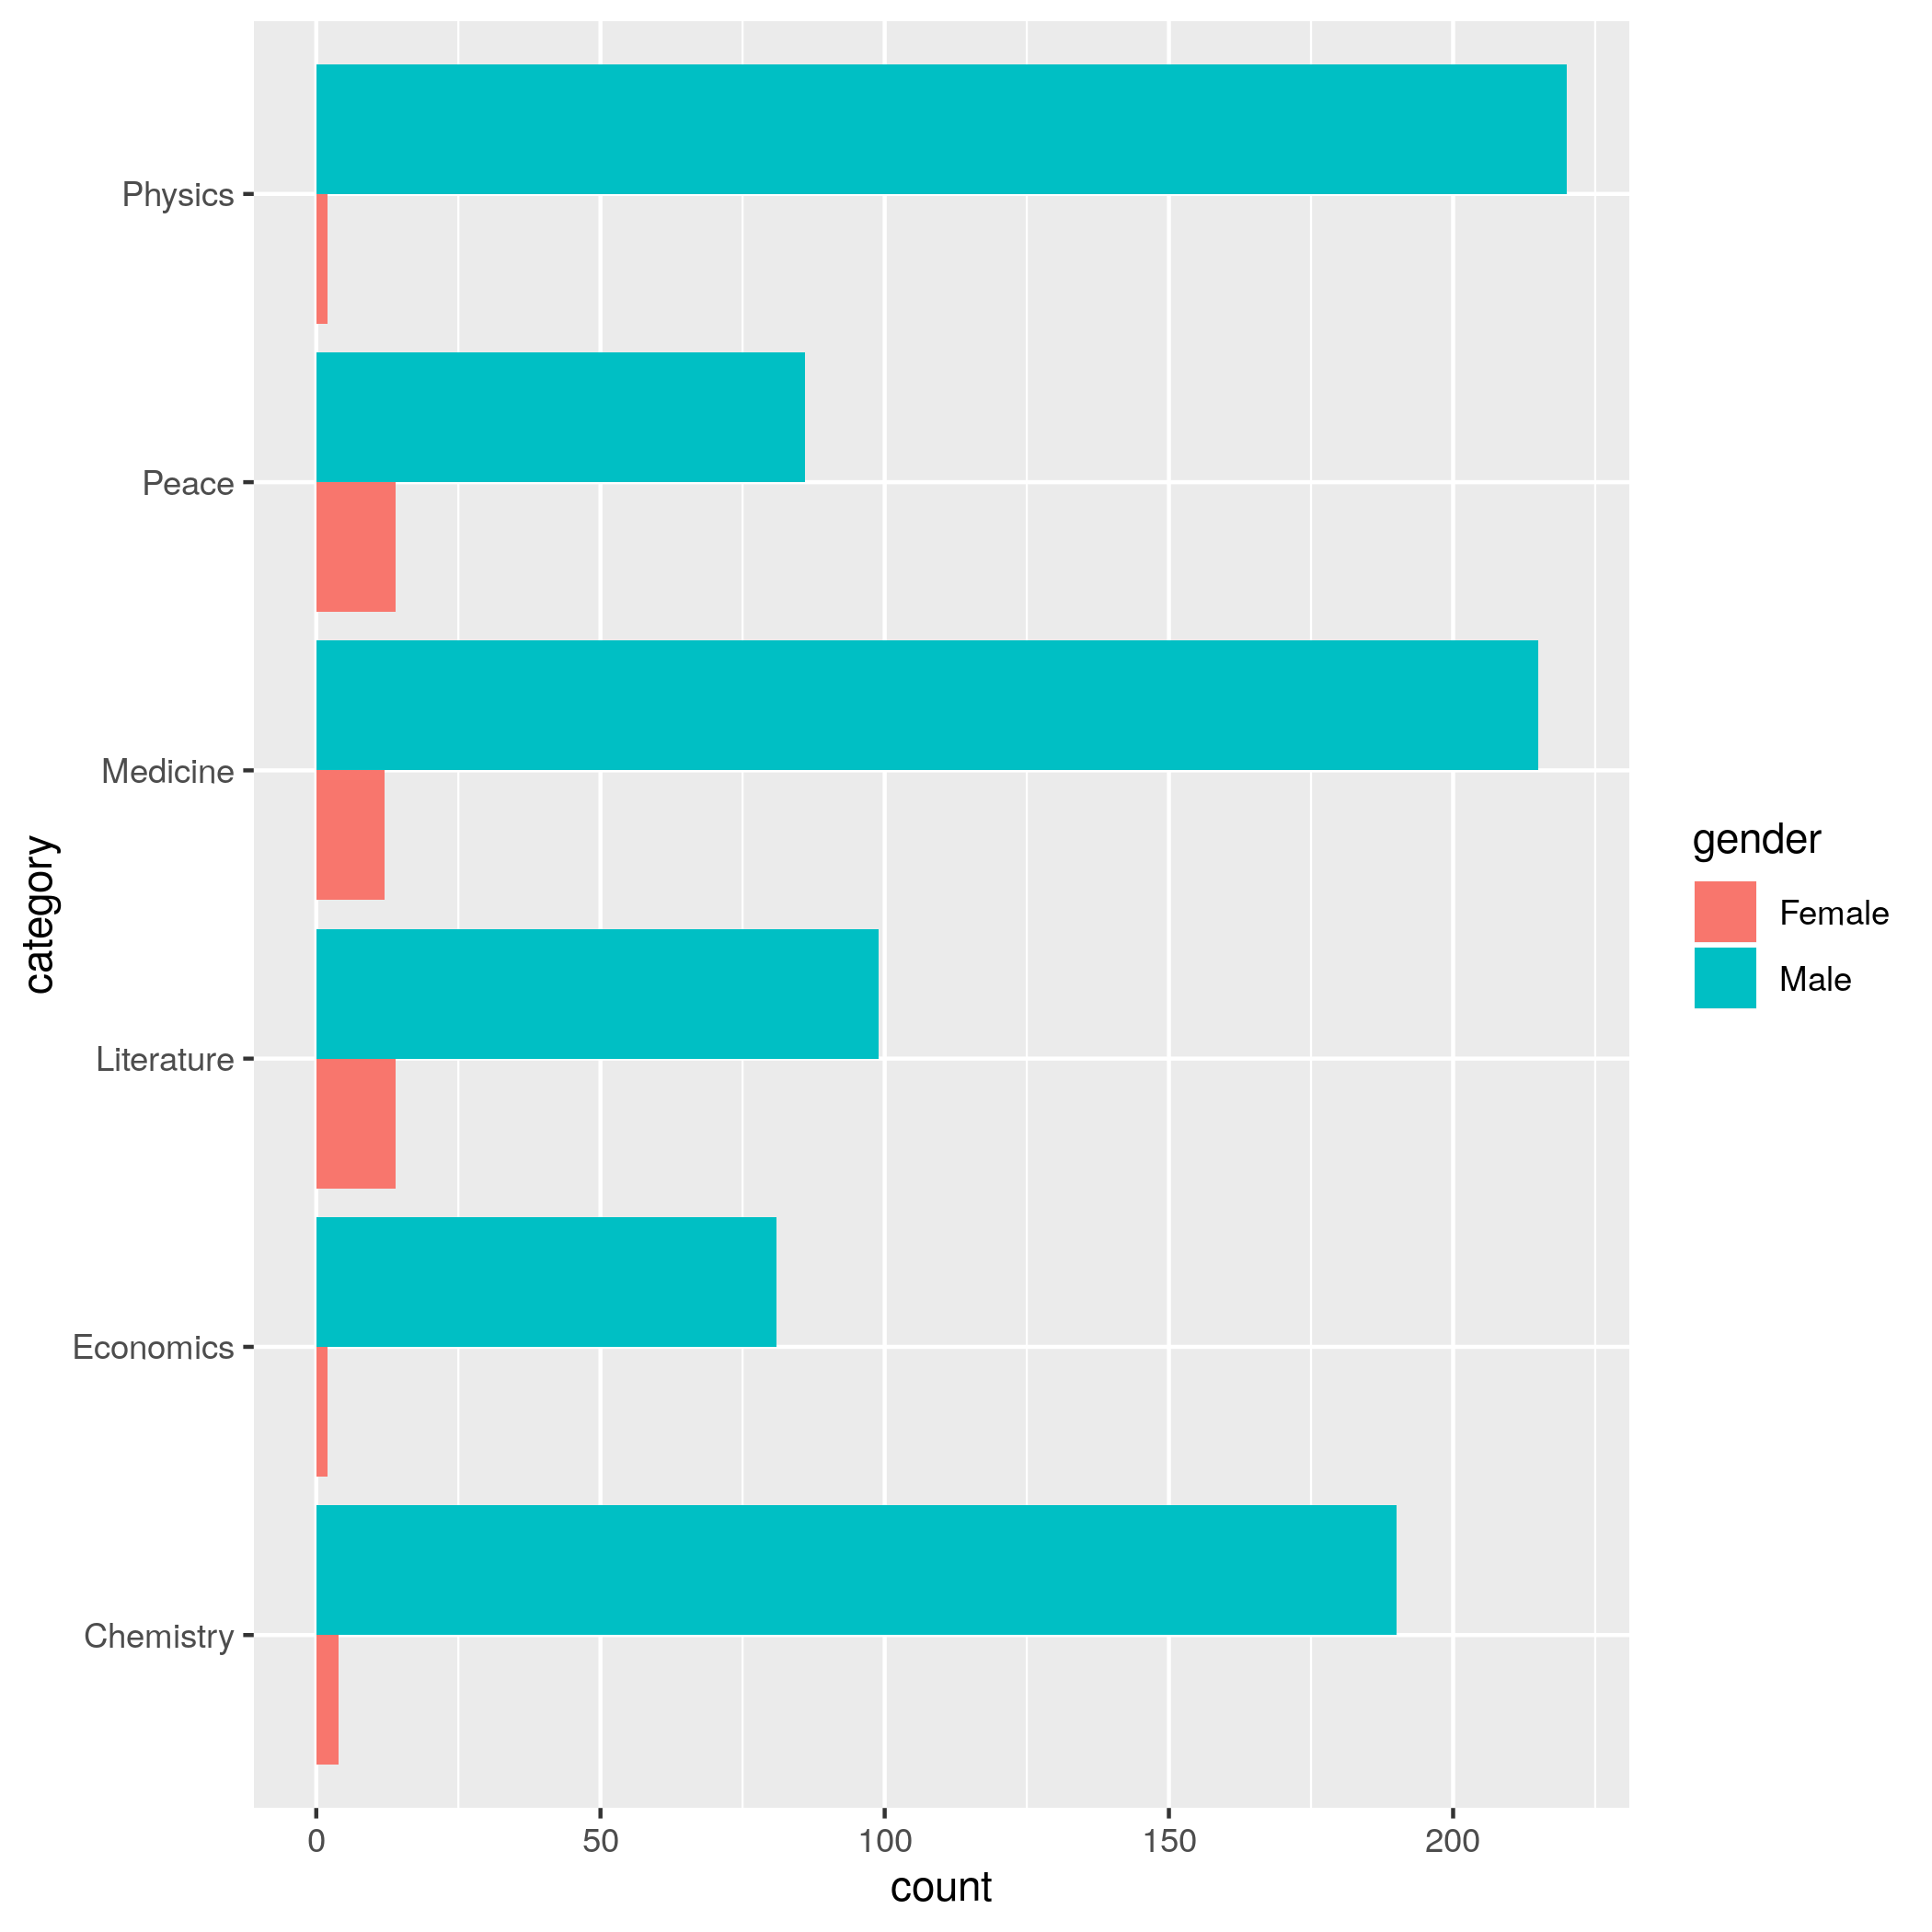 Physics
Peace
Medicine
Literature
Economics
Chemistry
category
0 50 100 150 200
count
gender
Female
Male